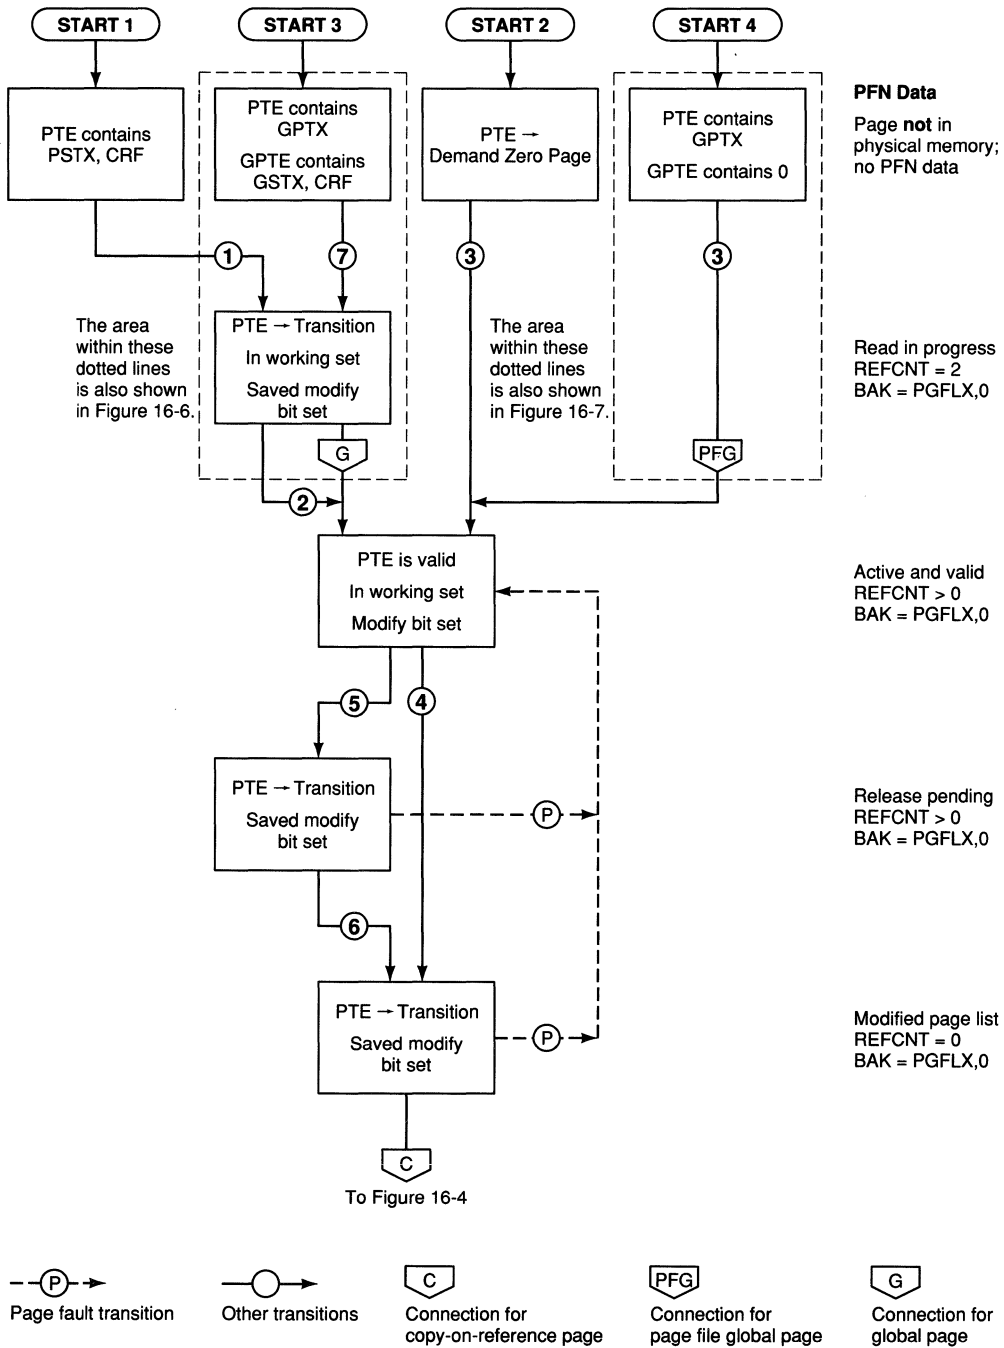 START 1
START 3
START 2
START 4
PTE contains
PSTX, CRF
PTE contains
GPTX
GPTE contains
GSTX, CRF
PTE →
Demand Zero Page
PTE contains
GPTX
GPTE contains 0
PFN Data
Page not in
physical memory;
no PFN data
1
7
3
3
The area
within these
dotted lines
is also shown
in Figure 16-6.
PTE → Transition
In working set
Saved modify
bit set
The area
within these
dotted lines
is also shown
in Figure 16-7.
Read in progress
REFCNT = 2
BAK = PGFLX,0
G
PFG
2
PTE is valid
In working set
Modify bit set
Active and valid
REFCNT > 0
BAK = PGFLX,0
5
4
PTE → Transition
Saved modify
bit set
P
Release pending
REFCNT > 0
BAK = PGFLX,0
6
PTE → Transition
Saved modify
bit set
P
Modified page list
REFCNT = 0
BAK = PGFLX,0
C
To Figure 16-4
P
Page fault transition
Other transitions
C
Connection for
copy-on-reference page
PFG
Connection for
page file global page
G
Connection for
global page